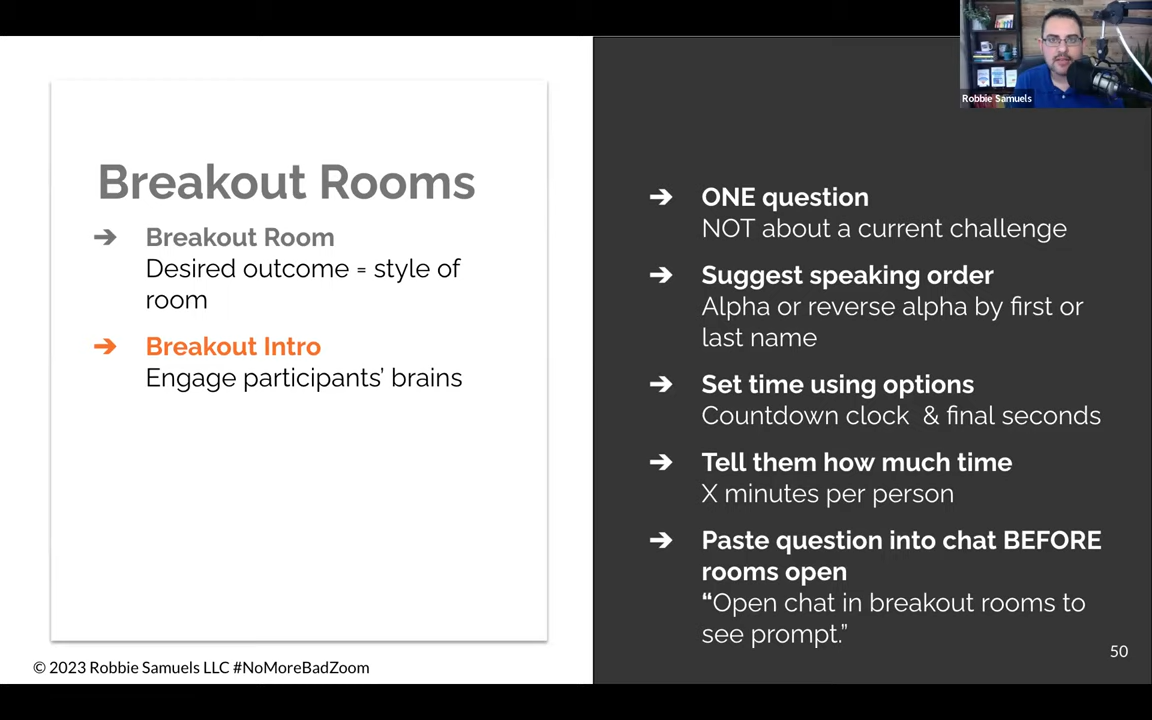 Breakout Rooms
➔ Breakout Room
Desired outcome = style of
room
➔ Breakout Intro
Engage participants’ brains
© 2023 Robbie Samuels LLC #NoMoreBadZoom
Robbie Samuels
➔ ONE question
NOT about a current challenge
➔ Suggest speaking order
Alpha or reverse alpha by first or
last name
➔ Set time using options
Countdown clock & final seconds
➔ Tell them how much time
X minutes per person
➔ Paste question into chat BEFORE
rooms open
“Open chat in breakout rooms to
see prompt.”
50